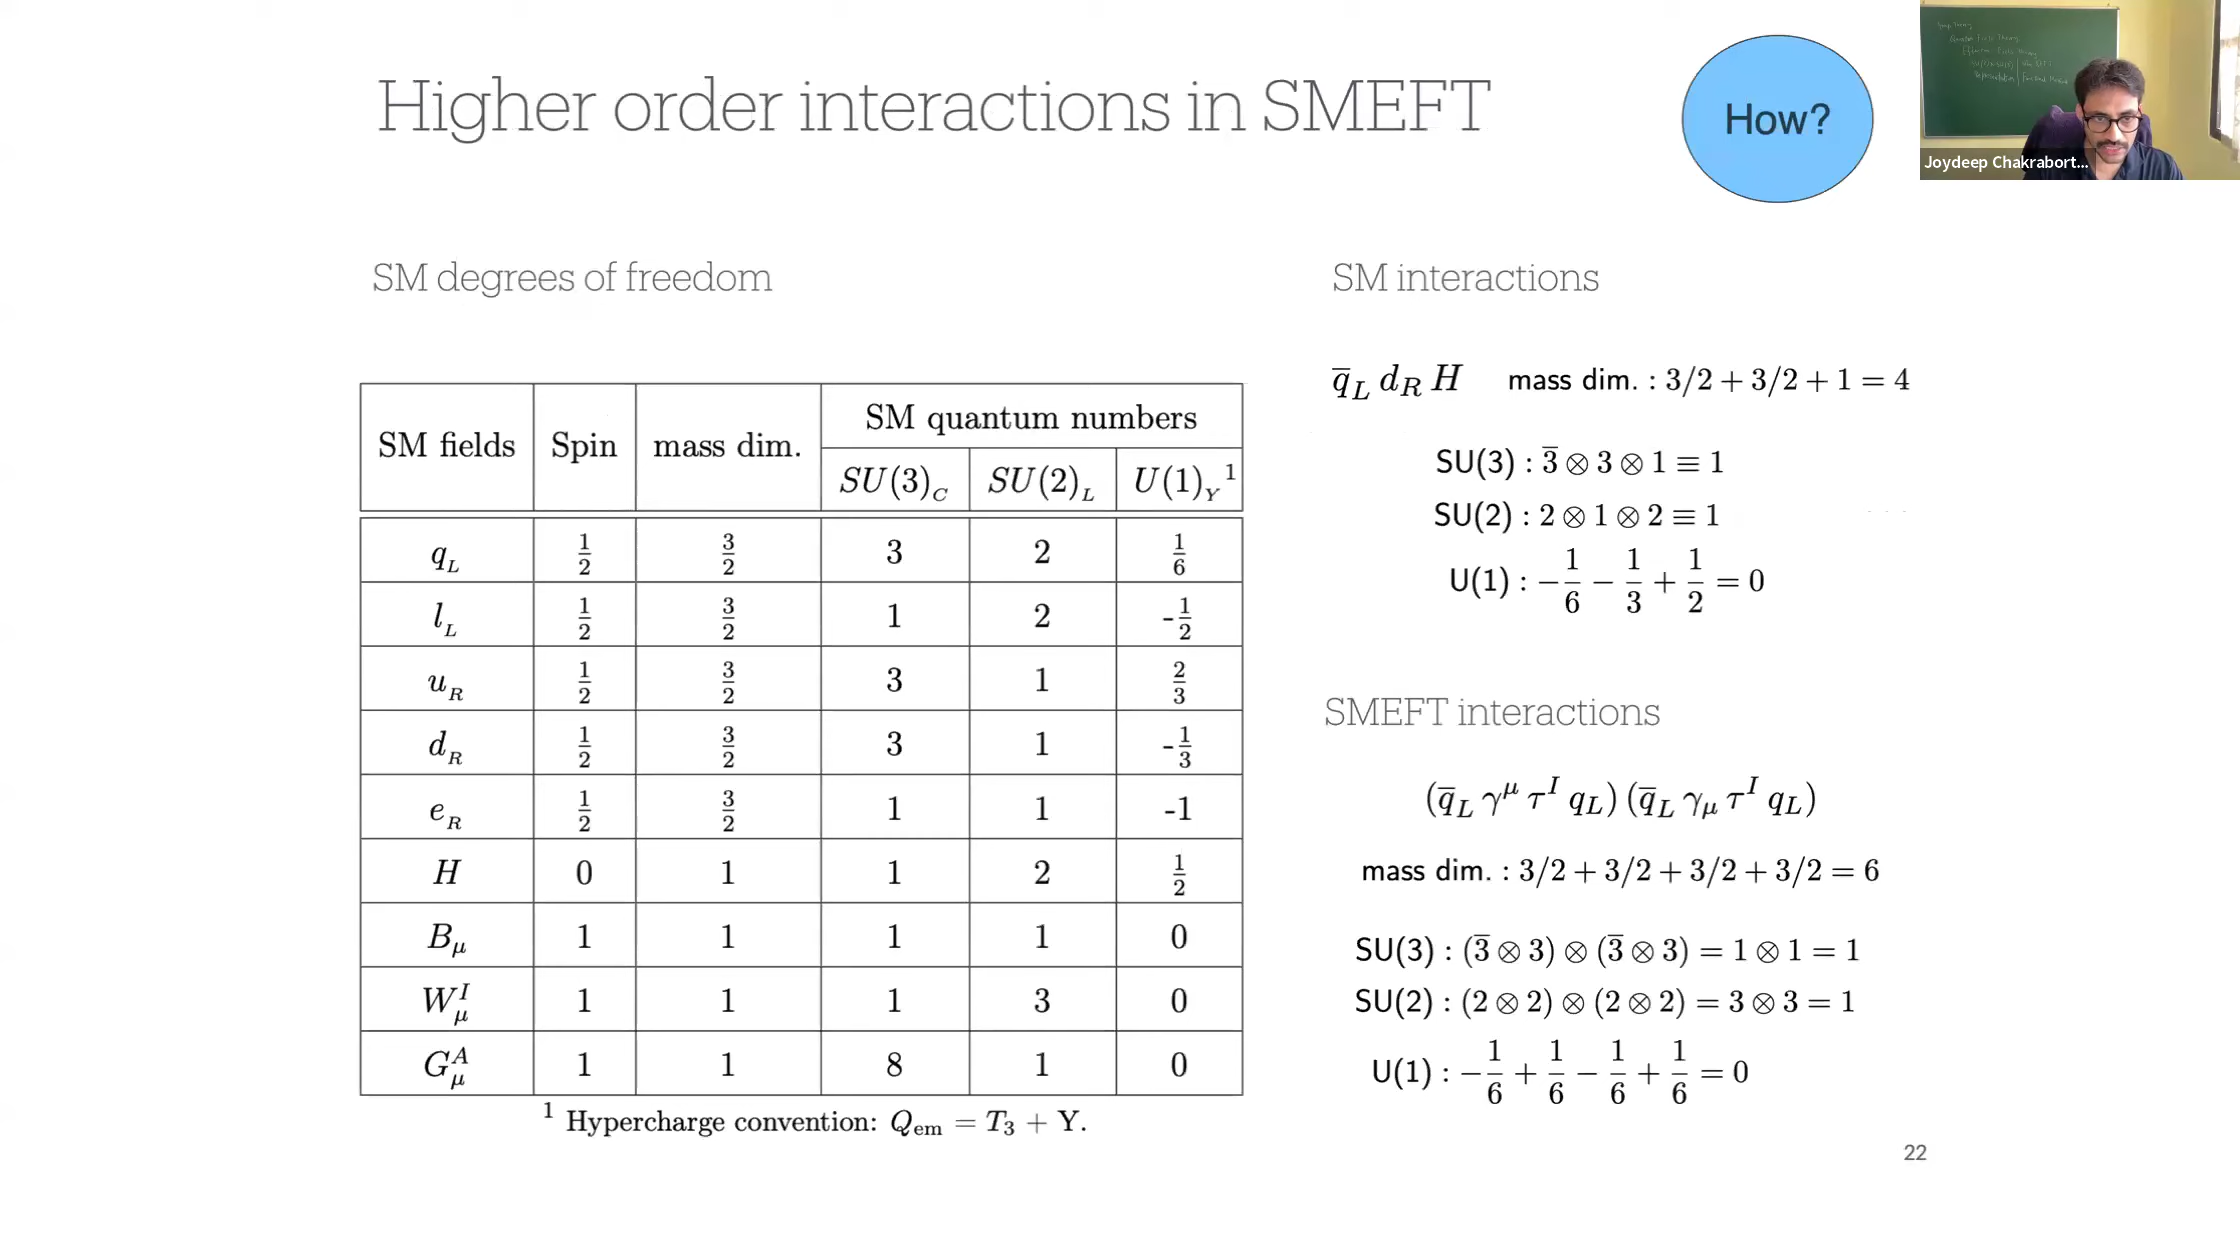 Higher order interactions in SMEFT
How?
Joydeep Chakrabort...
SM degrees of freedom
SM fields Spin mass dim. SM quantum numbers
SU(3)_C SU(2)_L U(1)_Y ¹
q_L 1/2 3/2 3 2 1/6
l_L 1/2 3/2 1 2 -1/2
u_R 1/2 3/2 3 1 2/3
d_R 1/2 3/2 3 1 -1/3
e_R 1/2 3/2 1 1 -1
H 0 1 1 2 1/2
B_μ 1 1 1 1 0
W^I_μ 1 1 1 3 0
G^A_μ 1 1 8 1 0
¹ Hypercharge convention: Q_em = T_3 + Y.
SM interactions
q̅_L d_R H mass dim. : 3/2 + 3/2 + 1 = 4
SU(3) : 3̅ ⊗ 3 ⊗ 1 ≡ 1
SU(2) : 2 ⊗ 1 ⊗ 2 ≡ 1
U(1) : −1/6 − 1/3 + 1/2 = 0
SMEFT interactions
(q̅_L γ^μ τ^I q_L) (q̅_L γ_μ τ^I q_L)
mass dim. : 3/2 + 3/2 + 3/2 + 3/2 = 6
SU(3) : (3̅ ⊗ 3) ⊗ (3̅ ⊗ 3) = 1 ⊗ 1 = 1
SU(2) : (2 ⊗ 2) ⊗ (2 ⊗ 2) = 3 ⊗ 3 = 1
U(1) : −1/6 + 1/6 − 1/6 + 1/6 = 0
22